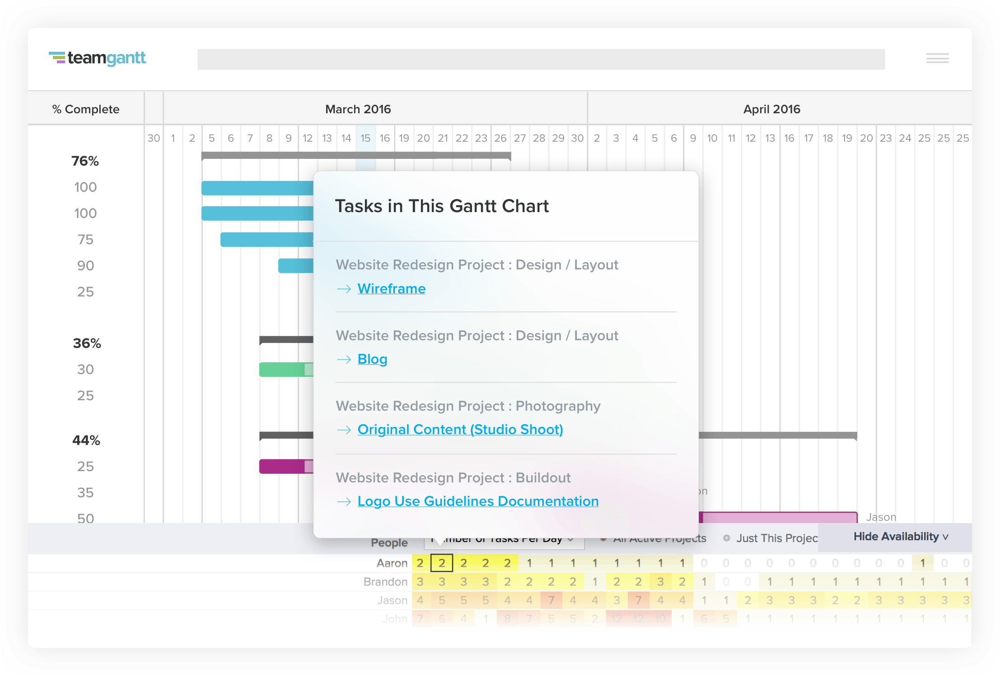 teamgantt
% Complete March 2016 April 2016
30 1 2 5 6 7 8 9 12 13 14 15 16 19 20 21 22 23 26 27 28 29 30 2 3 4 5 6 9 10 11 12 13 16 17 18 19 20 23 24 25 25 25
76%
100
Tasks in This Gantt Chart
100
75
Website Redesign Project : Design / Layout
90
→ Wireframe
25
Website Redesign Project : Design / Layout
36%
→ Blog
30
25
Website Redesign Project : Photography
→ Original Content (Studio Shoot)
44%
25
Website Redesign Project : Buildout
35
→ Logo Use Guidelines Documentation
50 Jason
People Number of Tasks Per Day All Active Projects Just This Projec Hide Availability
Aaron 2 2 2 2 2 1 1 1 1 1 1 1 1 0 0 0 0 0 0 0 0 0 0 1 0 0
Brandon 3 3 3 3 2 2 2 2 1 2 2 3 2 1 0 0 1 1 1 1 1 1 1 1 1 1
Jason 4 5 5 5 4 4 7 4 4 3 7 4 4 1 1 2 3 3 3 2 2 3 3 3 3 3
John 7 6 4 1 8 7 5 5 2 12 12 10 1 6 5 1 1 1 1 1 1 1 1 1 1 1